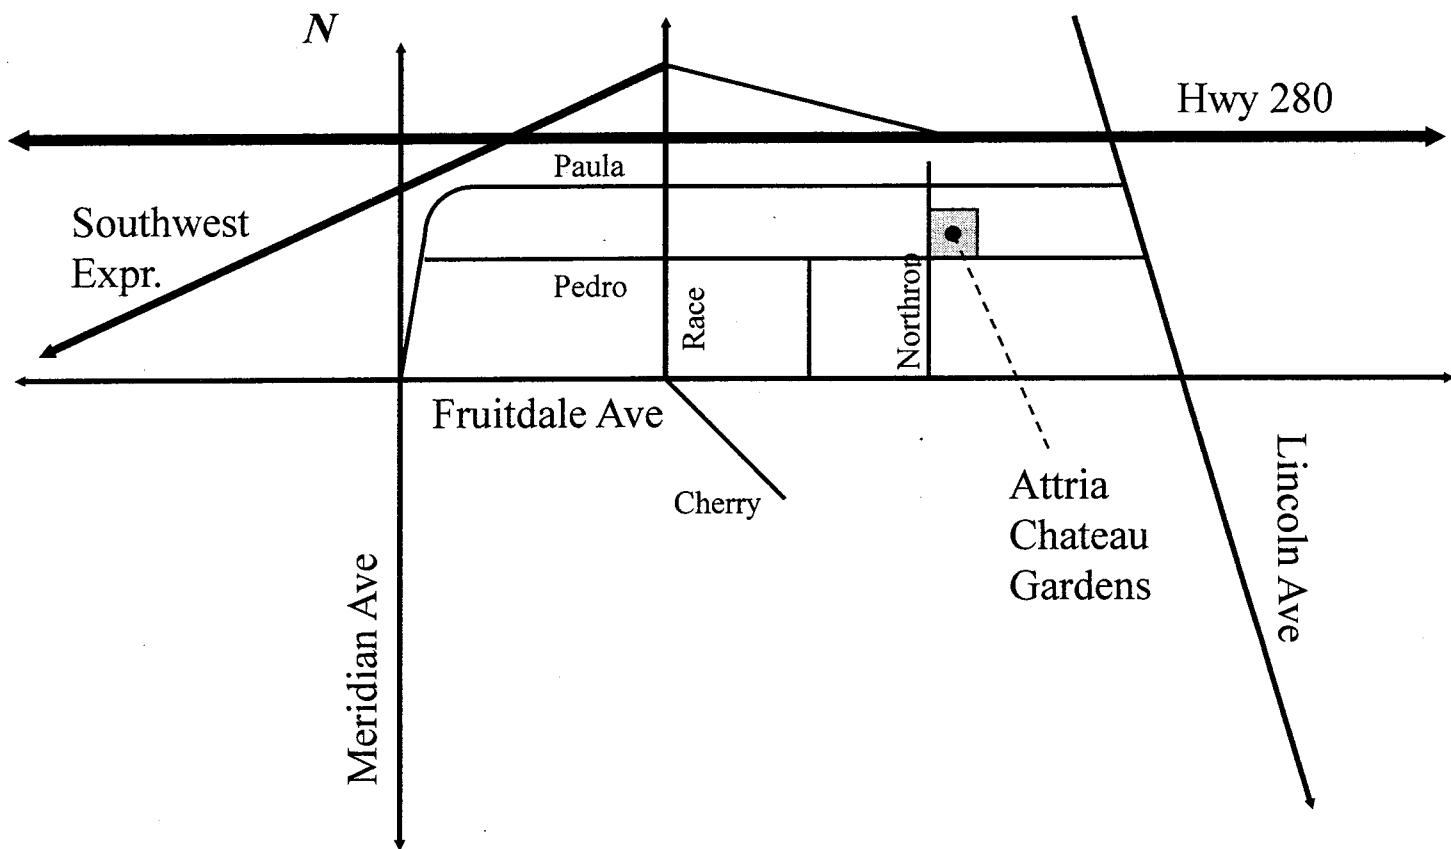 N
Hwy 280
Paula
Southwest
Expr.
Pedro
Race
Northrop
Fruitdale Ave
Cherry
Attria
Chateau
Gardens
Lincoln Ave
Meridian Ave